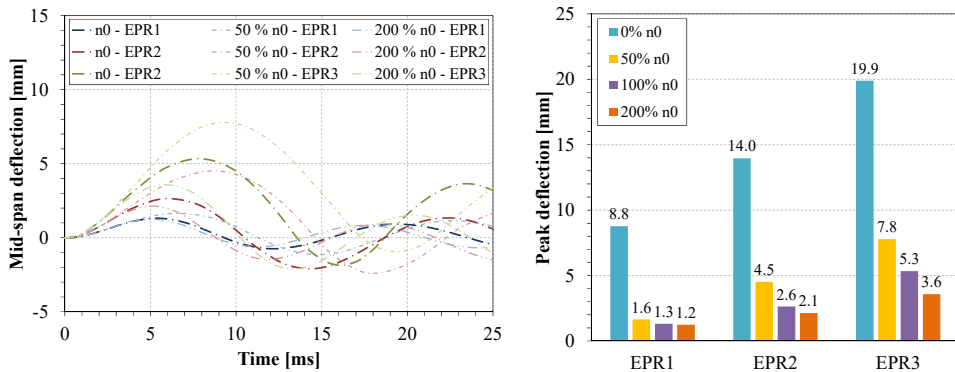 Mid-span deflection [mm]
15
10
5
0
-5
n0 - EPR1
50 % n0 - EPR1
200 % n0 - EPR1
n0 - EPR2
50 % n0 - EPR2
200 % n0 - EPR2
n0 - EPR2
50 % n0 - EPR3
200 % n0 - EPR3
0 5 10 15 20 25
Time [ms]
Peak deflection [mm]
25
20
15
10
5
0
0% n0
50% n0
100% n0
200% n0
8.8 1.6 1.3 1.2
14.0 4.5 2.6 2.1
19.9 7.8 5.3 3.6
EPR1 EPR2 EPR3